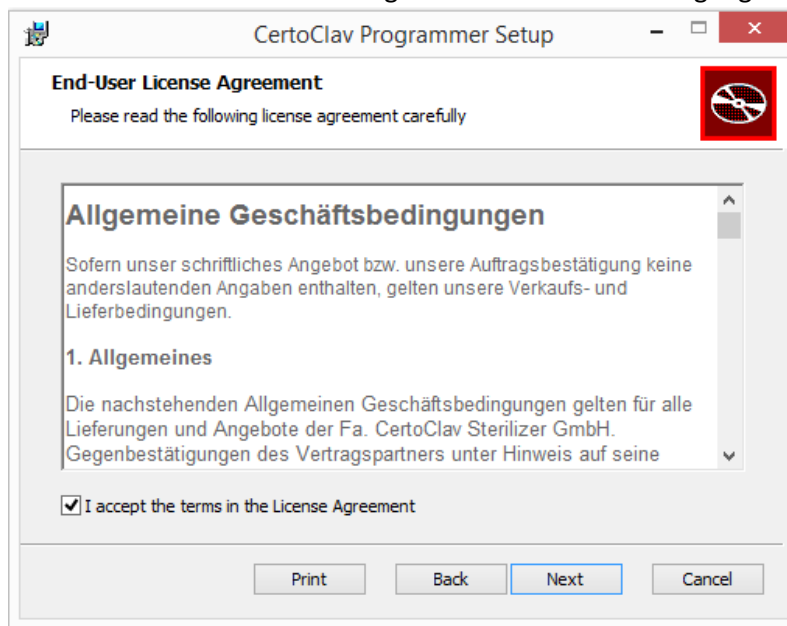 CertoClav Programmer Setup
End-User License Agreement
Please read the following license agreement carefully
Allgemeine Geschäftsbedingungen
Sofern unser schriftliches Angebot bzw. unsere Auftragsbestätigung keine
anderslautenden Angaben enthalten, gelten unsere Verkaufs- und
Lieferbedingungen.
1. Allgemeines
Die nachstehenden Allgemeinen Geschäftsbedingungen gelten für alle
Lieferungen und Angebote der Fa. CertoClav Sterilizer GmbH.
Gegenbestätigungen des Vertragspartners unter Hinweis auf seine
I accept the terms in the License Agreement
Print Back Next Cancel